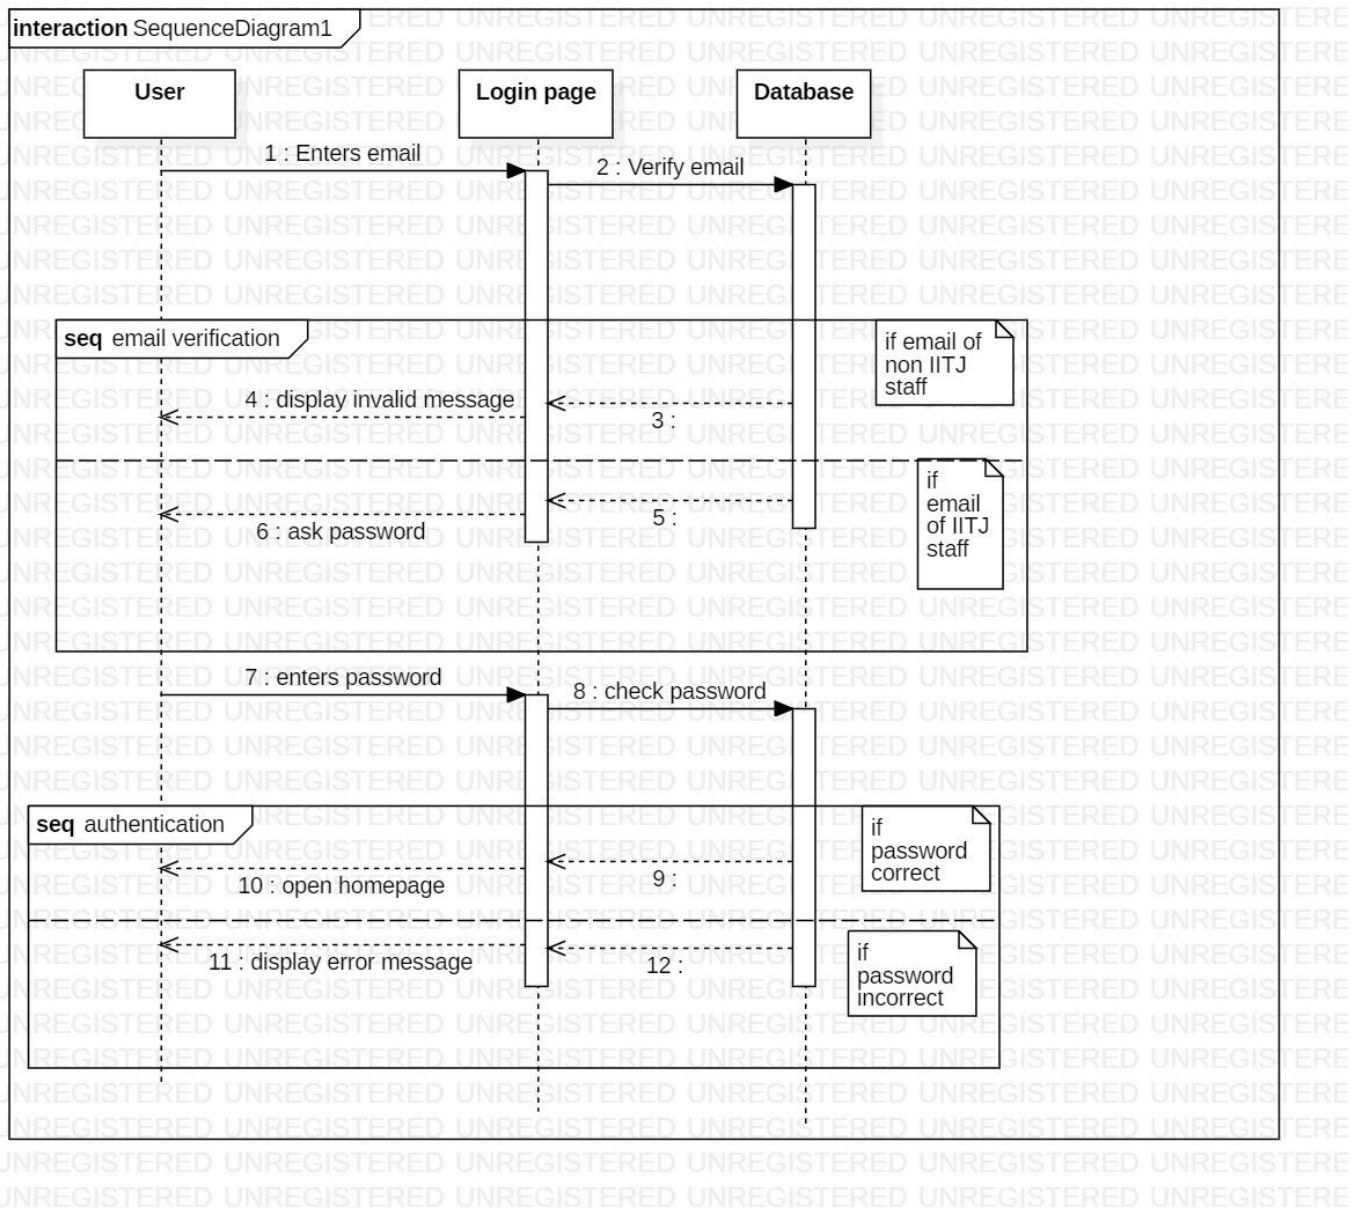 interaction SequenceDiagram1
User
Login page
Database
1 : Enters email
2 : Verify email
seq email verification
if email of
non IITJ
staff
4 : display invalid message
3 :
if
email
of IITJ
staff
5 :
6 : ask password
7 : enters password
8 : check password
seq authentication
if
password
correct
10 : open homepage
9 :
if
password
incorrect
11 : display error message
12 :
UNREGISTERED